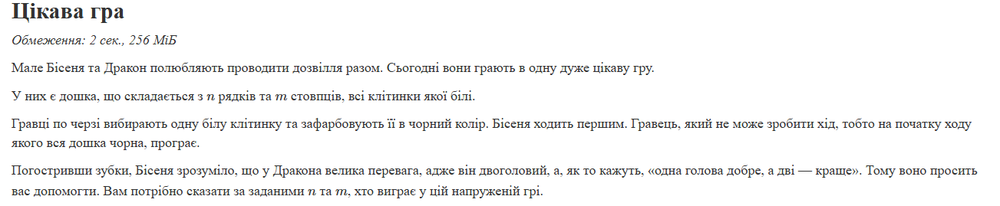 Цікава гра
Обмеження: 2 сек., 256 МіБ
Мале Бісеня та Дракон полюбляють проводити дозвілля разом. Сьогодні вони грають в одну дуже цікаву гру.
У них є дошка, що складається з n рядків та m стовпців, всі клітинки якої білі.
Гравці по черзі вибирають одну білу клітинку та зафарбовують її в чорний колір. Бісеня ходить першим. Гравець, який не може зробити хід, тобто на початку ходу
якого вся дошка чорна, програє.
Погостривши зубки, Бісеня зрозуміло, що у Дракона велика перевага, адже він двоголовий, а, як то кажуть, «одна голова добре, а дві — краще». Тому воно просить
вас допомогти. Вам потрібно сказати за заданими n та m, хто виграє у цій напруженій грі.